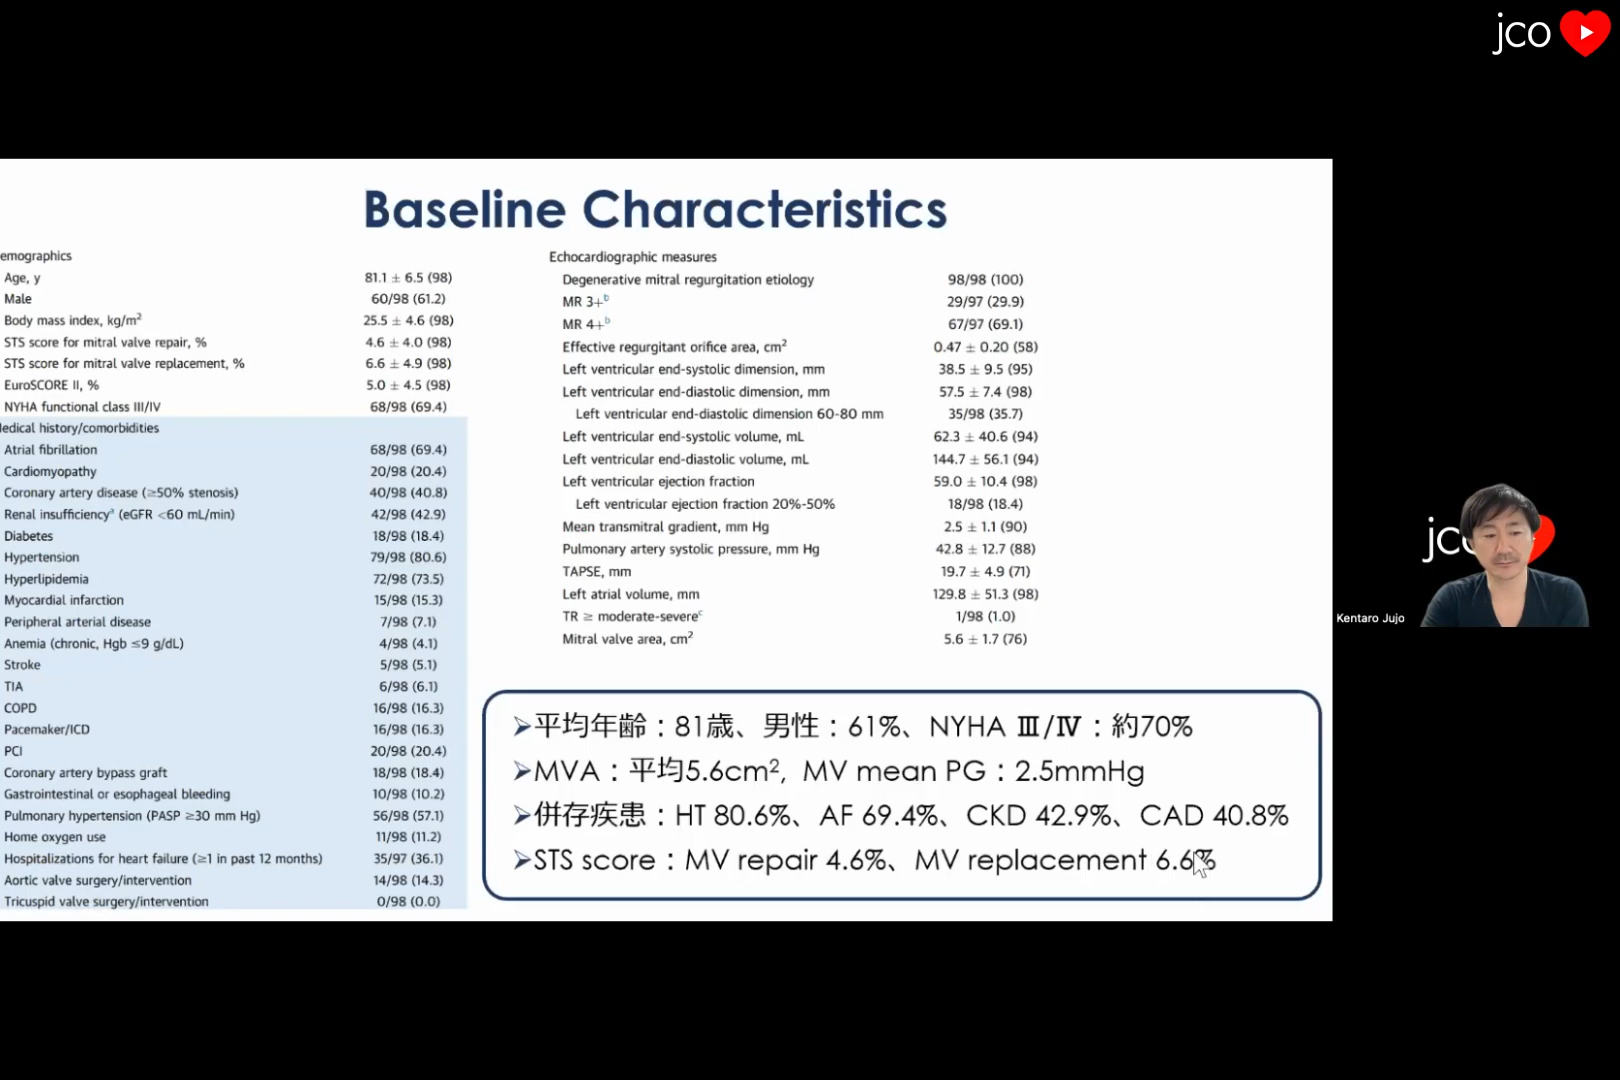 jco
Baseline Characteristics
emographics
Age, y 81.1 ± 6.5 (98)
Male 60/98 (61.2)
Body mass index, kg/m² 25.5 ± 4.6 (98)
STS score for mitral valve repair, % 4.6 ± 4.0 (98)
STS score for mitral valve replacement, % 6.6 ± 4.9 (98)
EuroSCORE II, % 5.0 ± 4.5 (98)
NYHA functional class III/IV 68/98 (69.4)
ledical history/comorbidities
Atrial fibrillation 68/98 (69.4)
Cardiomyopathy 20/98 (20.4)
Coronary artery disease (≥50% stenosis) 40/98 (40.8)
Renal insufficiencyᵃ (eGFR <60 mL/min) 42/98 (42.9)
Diabetes 18/98 (18.4)
Hypertension 79/98 (80.6)
Hyperlipidemia 72/98 (73.5)
Myocardial infarction 15/98 (15.3)
Peripheral arterial disease 7/98 (7.1)
Anemia (chronic, Hgb ≤9 g/dL) 4/98 (4.1)
Stroke 5/98 (5.1)
TIA 6/98 (6.1)
COPD 16/98 (16.3)
Pacemaker/ICD 16/98 (16.3)
PCI 20/98 (20.4)
Coronary artery bypass graft 18/98 (18.4)
Gastrointestinal or esophageal bleeding 10/98 (10.2)
Pulmonary hypertension (PASP ≥30 mm Hg) 56/98 (57.1)
Home oxygen use 11/98 (11.2)
Hospitalizations for heart failure (≥1 in past 12 months) 35/97 (36.1)
Aortic valve surgery/intervention 14/98 (14.3)
Tricuspid valve surgery/intervention 0/98 (0.0)
Echocardiographic measures
Degenerative mitral regurgitation etiology 98/98 (100)
MR 3+ᵇ 29/97 (29.9)
MR 4+ᵇ 67/97 (69.1)
Effective regurgitant orifice area, cm² 0.47 ± 0.20 (58)
Left ventricular end-systolic dimension, mm 38.5 ± 9.5 (95)
Left ventricular end-diastolic dimension, mm 57.5 ± 7.4 (98)
Left ventricular end-diastolic dimension 60-80 mm 35/98 (35.7)
Left ventricular end-systolic volume, mL 62.3 ± 40.6 (94)
Left ventricular end-diastolic volume, mL 144.7 ± 56.1 (94)
Left ventricular ejection fraction 59.0 ± 10.4 (98)
Left ventricular ejection fraction 20%-50% 18/98 (18.4)
Mean transmitral gradient, mm Hg 2.5 ± 1.1 (90)
Pulmonary artery systolic pressure, mm Hg 42.8 ± 12.7 (88)
TAPSE, mm 19.7 ± 4.9 (71)
Left atrial volume, mm 129.8 ± 51.3 (98)
TR ≥ moderate-severeᶜ 1/98 (1.0)
Mitral valve area, cm² 5.6 ± 1.7 (76)
➢平均年齢：81歳、男性：61%、NYHA Ⅲ/Ⅳ：約70%
➢MVA：平均5.6cm², MV mean PG：2.5mmHg
➢併存疾患：HT 80.6%、AF 69.4%、CKD 42.9%、CAD 40.8%
➢STS score：MV repair 4.6%、MV replacement 6.6%
jc
Kentaro Jujo